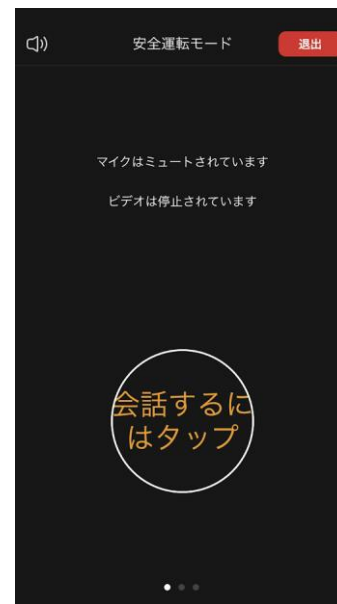 安全運転モード 退出
マイクはミュートされています
ビデオは停止されています
会話するに
はタップ